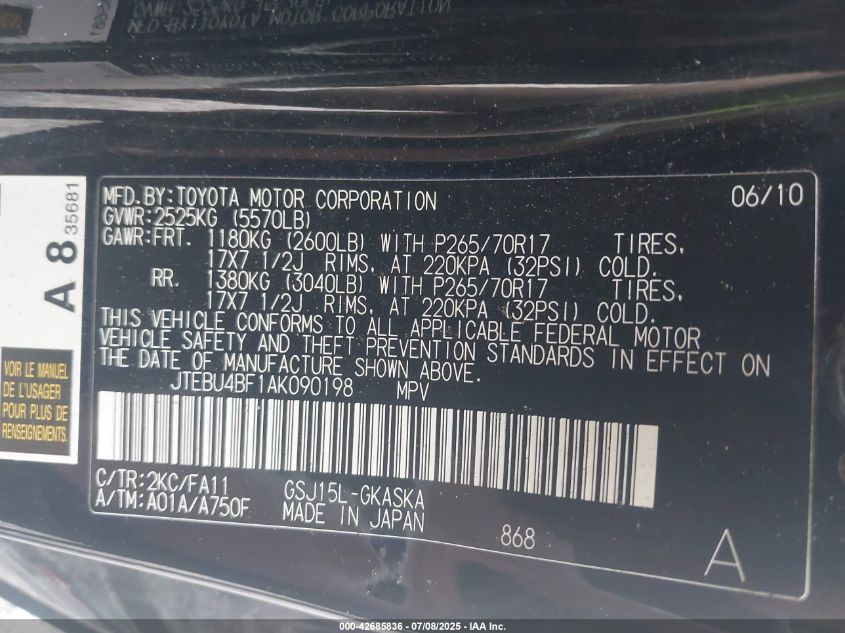 MFD.BY:TOYOTA MOTOR CORPORATION 06/10
GVWR:2525KG (5570LB)
GAWR:FRT. 1180KG (2600LB) WITH P265/70R17 TIRES,
17X7 1/2J RIMS, AT 220KPA (32PSI) COLD.
RR. 1380KG (3040LB) WITH P265/70R17 TIRES,
17X7 1/2J RIMS, AT 220KPA (32PSI) COLD.
THIS VEHICLE CONFORMS TO ALL APPLICABLE FEDERAL MOTOR
VEHICLE SAFETY AND THEFT PREVENTION STANDARDS IN EFFECT ON
THE DATE OF MANUFACTURE SHOWN ABOVE.
JTEBU4BF1AK090198 MPV
C/TR:2KC/FA11 GSJ15L-GKASKA
A/TM:A01A/A750F MADE IN JAPAN
868
A
A 8 35681
VOIR LE MANUEL
DE L'USAGER
POUR PLUS DE
RENSEIGNEMENTS.
000-42685836 - 07/08/2025 - IAA Inc.